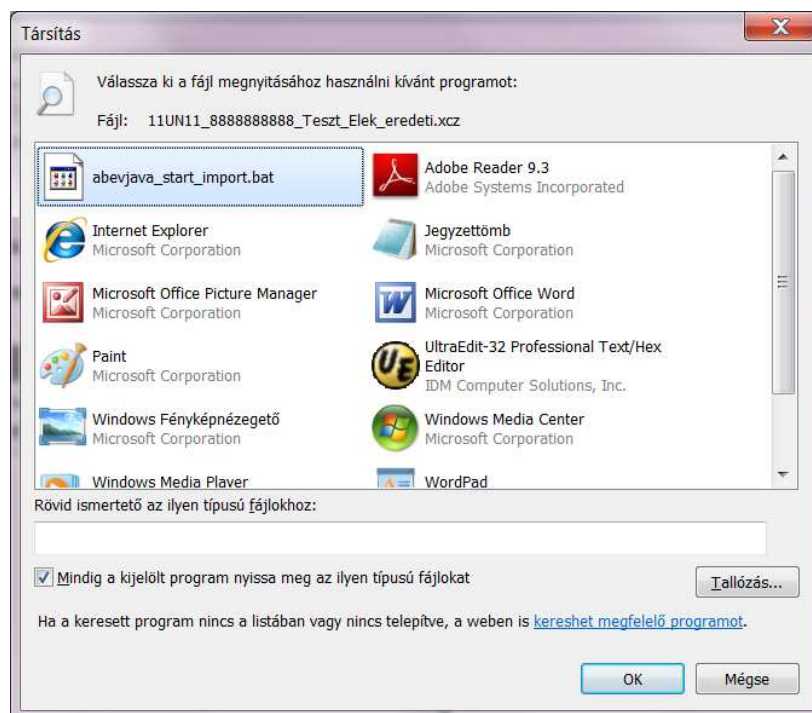 Társítás
Válassza ki a fájl megnyitásához használni kívánt programot:
Fájl: 11UN11_8888888888_Teszt_Elek_eredeti.xcz
abevjava_start_import.bat
Adobe Reader 9.3
Adobe Systems Incorporated
Internet Explorer
Microsoft Corporation
Jegyzettömb
Microsoft Corporation
Microsoft Office Picture Manager
Microsoft Corporation
Microsoft Office Word
Microsoft Corporation
Paint
Microsoft Corporation
UltraEdit-32 Professional Text/Hex
Editor
IDM Computer Solutions, Inc.
Windows Fényképnézegető
Microsoft Corporation
Windows Media Center
Microsoft Corporation
Windows Media Player
WordPad
Rövid ismertető az ilyen típusú fájlokhoz:
Mindig a kijelölt program nyissa meg az ilyen típusú fájlokat
Tallózás...
Ha a keresett program nincs a listában vagy nincs telepítve, a weben is kereshet megfelelő programot.
OK
Mégse